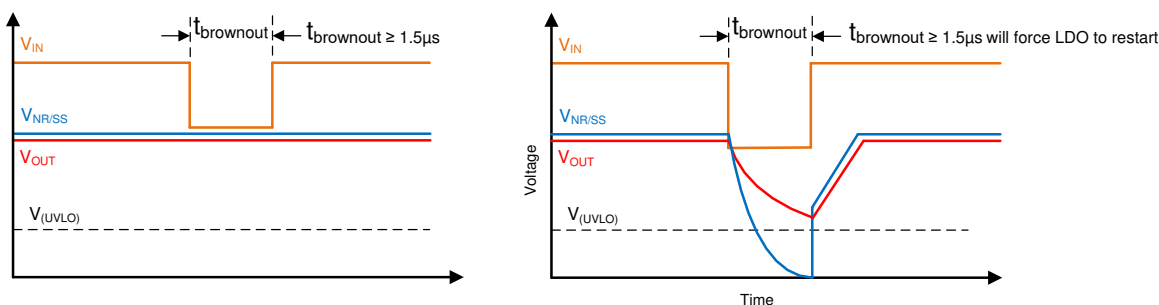 tbrownout
tbrownout ≥ 1.5µs
VIN
VNR/SS
VOUT
V(UVLO)
tbrownout
tbrownout ≥ 1.5µs will force LDO to restart
VIN
VNR/SS
VOUT
Voltage
V(UVLO)
Time